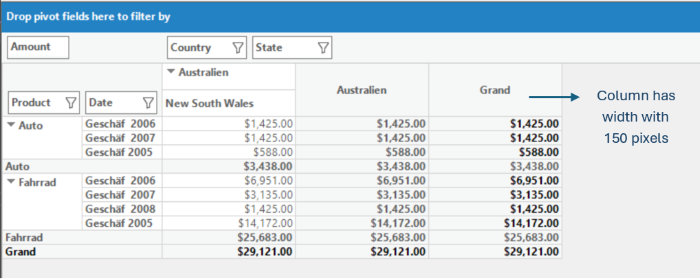 Drop pivot fields here to filter by
Amount Country State
Australien
Australien Grand
Product Date New South Wales
Auto Geschäf 2006 $1,425.00 $1,425.00 $1,425.00
Geschäf 2007 $1,425.00 $1,425.00 $1,425.00
Geschäf 2005 $588.00 $588.00 $588.00
Auto $3,438.00 $3,438.00 $3,438.00
Fahrrad Geschäf 2006 $6,951.00 $6,951.00 $6,951.00
Geschäf 2007 $3,135.00 $3,135.00 $3,135.00
Geschäf 2008 $1,425.00 $1,425.00 $1,425.00
Geschäf 2005 $14,172.00 $14,172.00 $14,172.00
Fahrrad $25,683.00 $25,683.00 $25,683.00
Grand $29,121.00 $29,121.00 $29,121.00
Column has
width with
150 pixels